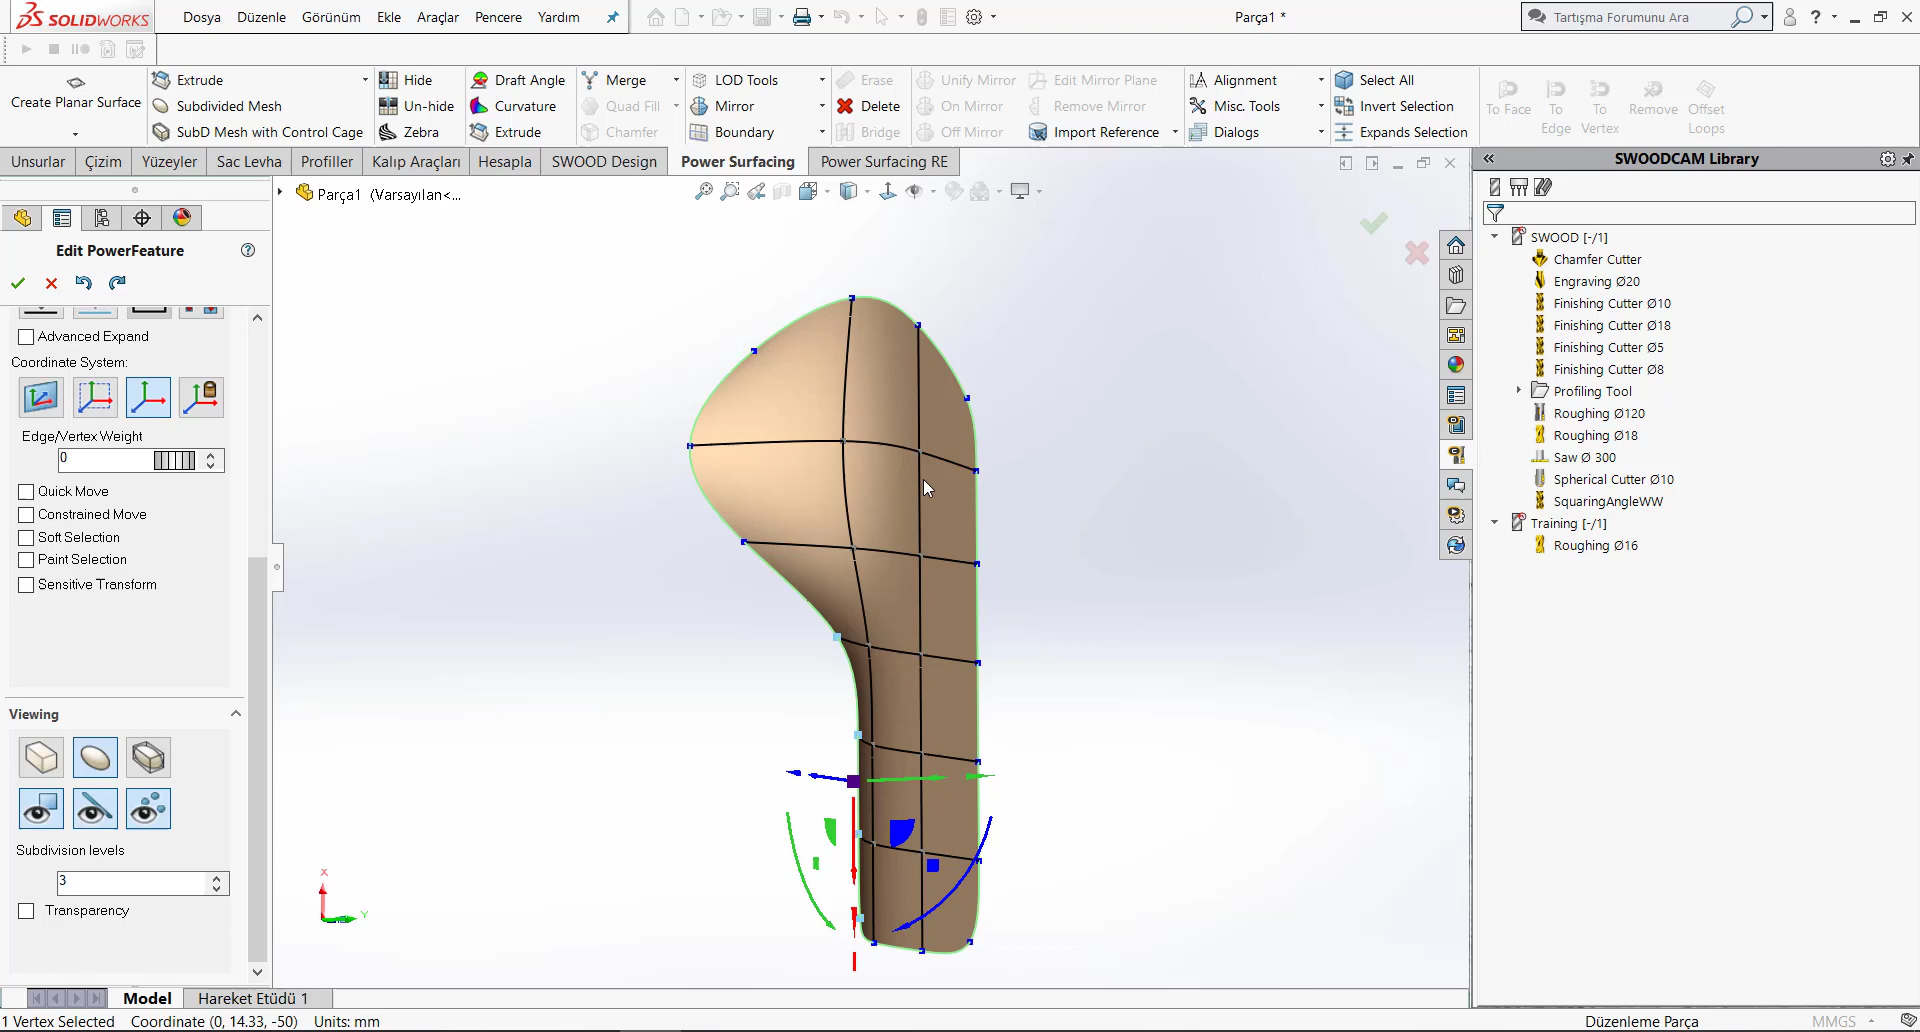 SOLIDWORKS
Dosya Düzenle Görünüm Ekle Araçlar Pencere Yardım
Parça1 *
Tartışma Forumunu Ara
Create Planar Surface
Extrude
Subdivided Mesh
SubD Mesh with Control Cage
Hide
Un-hide
Zebra
Draft Angle
Curvature
Extrude
Merge
Quad Fill
Chamfer
LOD Tools
Mirror
Boundary
Erase
Delete
Bridge
Unify Mirror
On Mirror
Off Mirror
Edit Mirror Plane
Remove Mirror
Import Reference
Alignment
Misc. Tools
Dialogs
Select All
Invert Selection
Expands Selection
To Face
To Edge
To Vertex
Remove
Offset Loops
Unsurlar Çizim Yüzeyler Sac Levha Profiller Kalıp Araçları Hesapla SWOOD Design Power Surfacing Power Surfacing RE
SWOODCAM Library
Parça1 (Varsayılan<...
Edit PowerFeature
Advanced Expand
Coordinate System:
Edge/Vertex Weight
0
Quick Move
Constrained Move
Soft Selection
Paint Selection
Sensitive Transform
Viewing
Subdivision levels
3
Transparency
X
Y
SWOOD [-/1]
Chamfer Cutter
Engraving Ø20
Finishing Cutter Ø10
Finishing Cutter Ø18
Finishing Cutter Ø5
Finishing Cutter Ø8
Profiling Tool
Roughing Ø120
Roughing Ø18
Saw Ø 300
Spherical Cutter Ø10
SquaringAngleWW
Training [-/1]
Roughing Ø16
Model Hareket Etüdü 1
1 Vertex Selected Coordinate (0, 14.33, -50) Units: mm
Düzenleme Parça MMGS